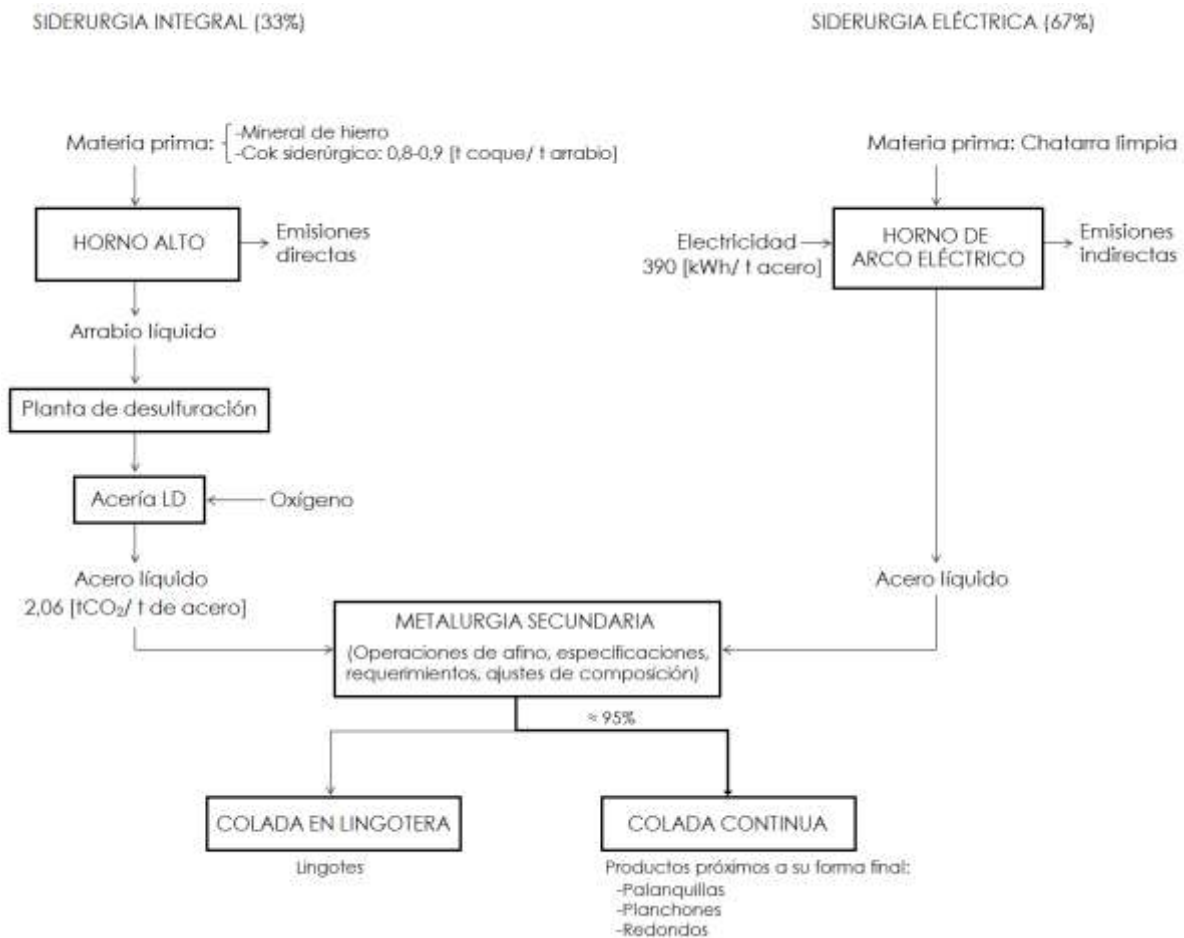 SIDERURGIA INTEGRAL (33%)
SIDERURGIA ELÉCTRICA (67%)
Materia prima:
-Mineral de hierro
-Cok siderúrgico: 0,8-0,9 [t coque/ t arrabio]
Materia prima: Chatarra limpia
HORNO ALTO
Emisiones
directas
Electricidad
390 [kWh/ t acero]
HORNO DE
ARCO ELÉCTRICO
Emisiones
indirectas
Arrabio líquido
Planta de desulfuración
Acería LD
Oxígeno
Acero líquido
2,06 [tCO₂/ t de acero]
Acero líquido
METALURGIA SECUNDARIA
(Operaciones de afino, especificaciones,
requerimientos, ajustes de composición)
≈ 95%
COLADA EN LINGOTERA
Lingotes
COLADA CONTINUA
Productos próximos a su forma final:
-Palanquillas
-Planchones
-Redondos